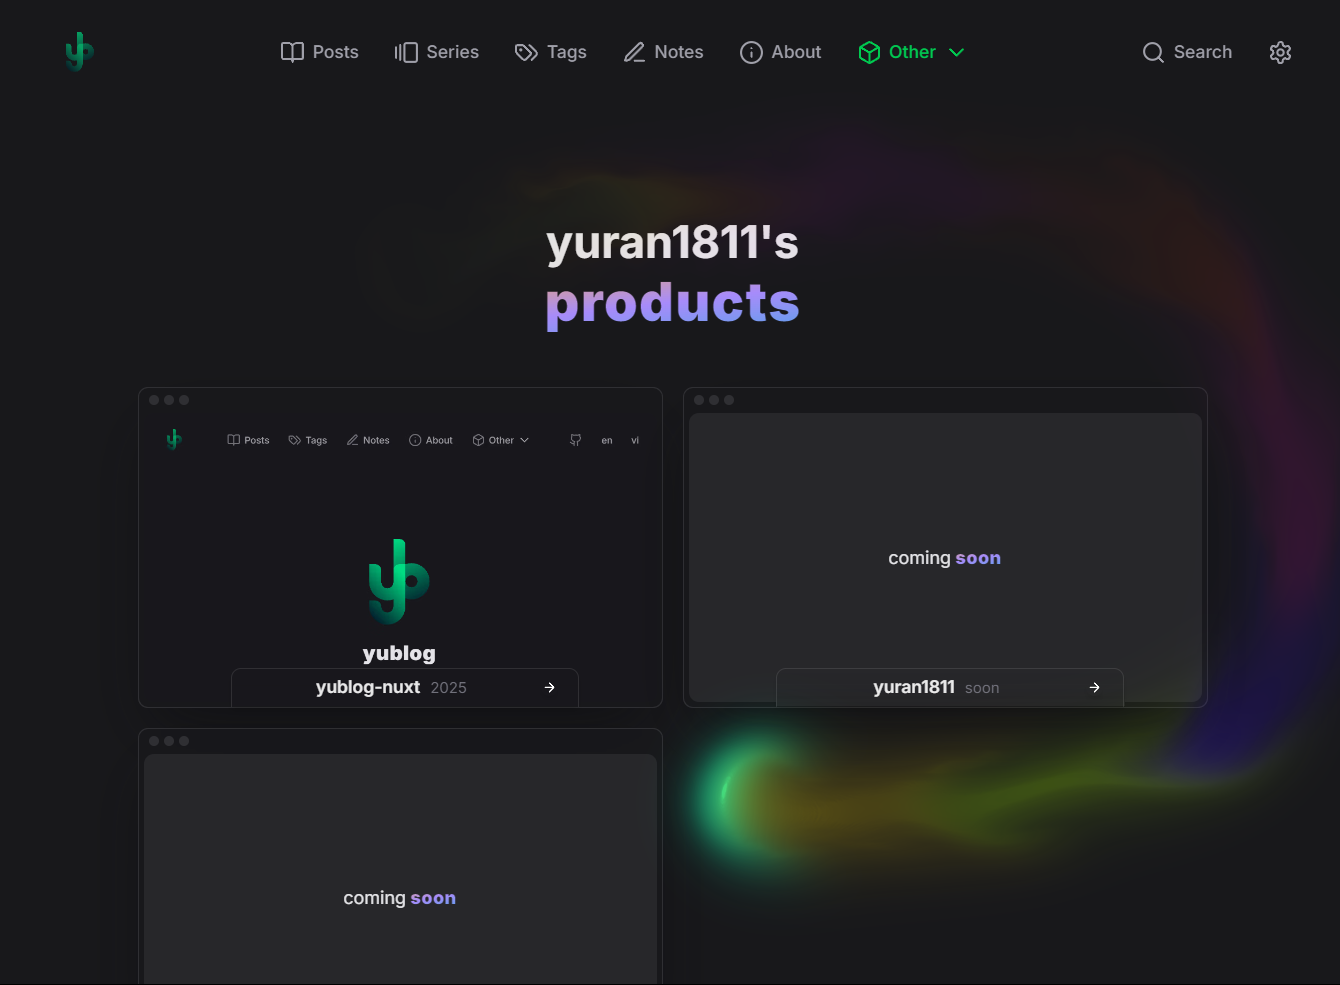 Posts Series Tags Notes About Other Search
yuran1811's
products
Posts Tags Notes About Other en vi
yublog
yublog-nuxt 2025
coming soon
yuran1811 soon
coming soon